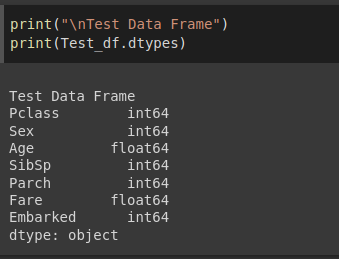 print("\nTest Data Frame")
print(Test_df.dtypes)
Test Data Frame
Pclass        int64
Sex           int64
Age         float64
SibSp         int64
Parch         int64
Fare        float64
Embarked      int64
dtype: object